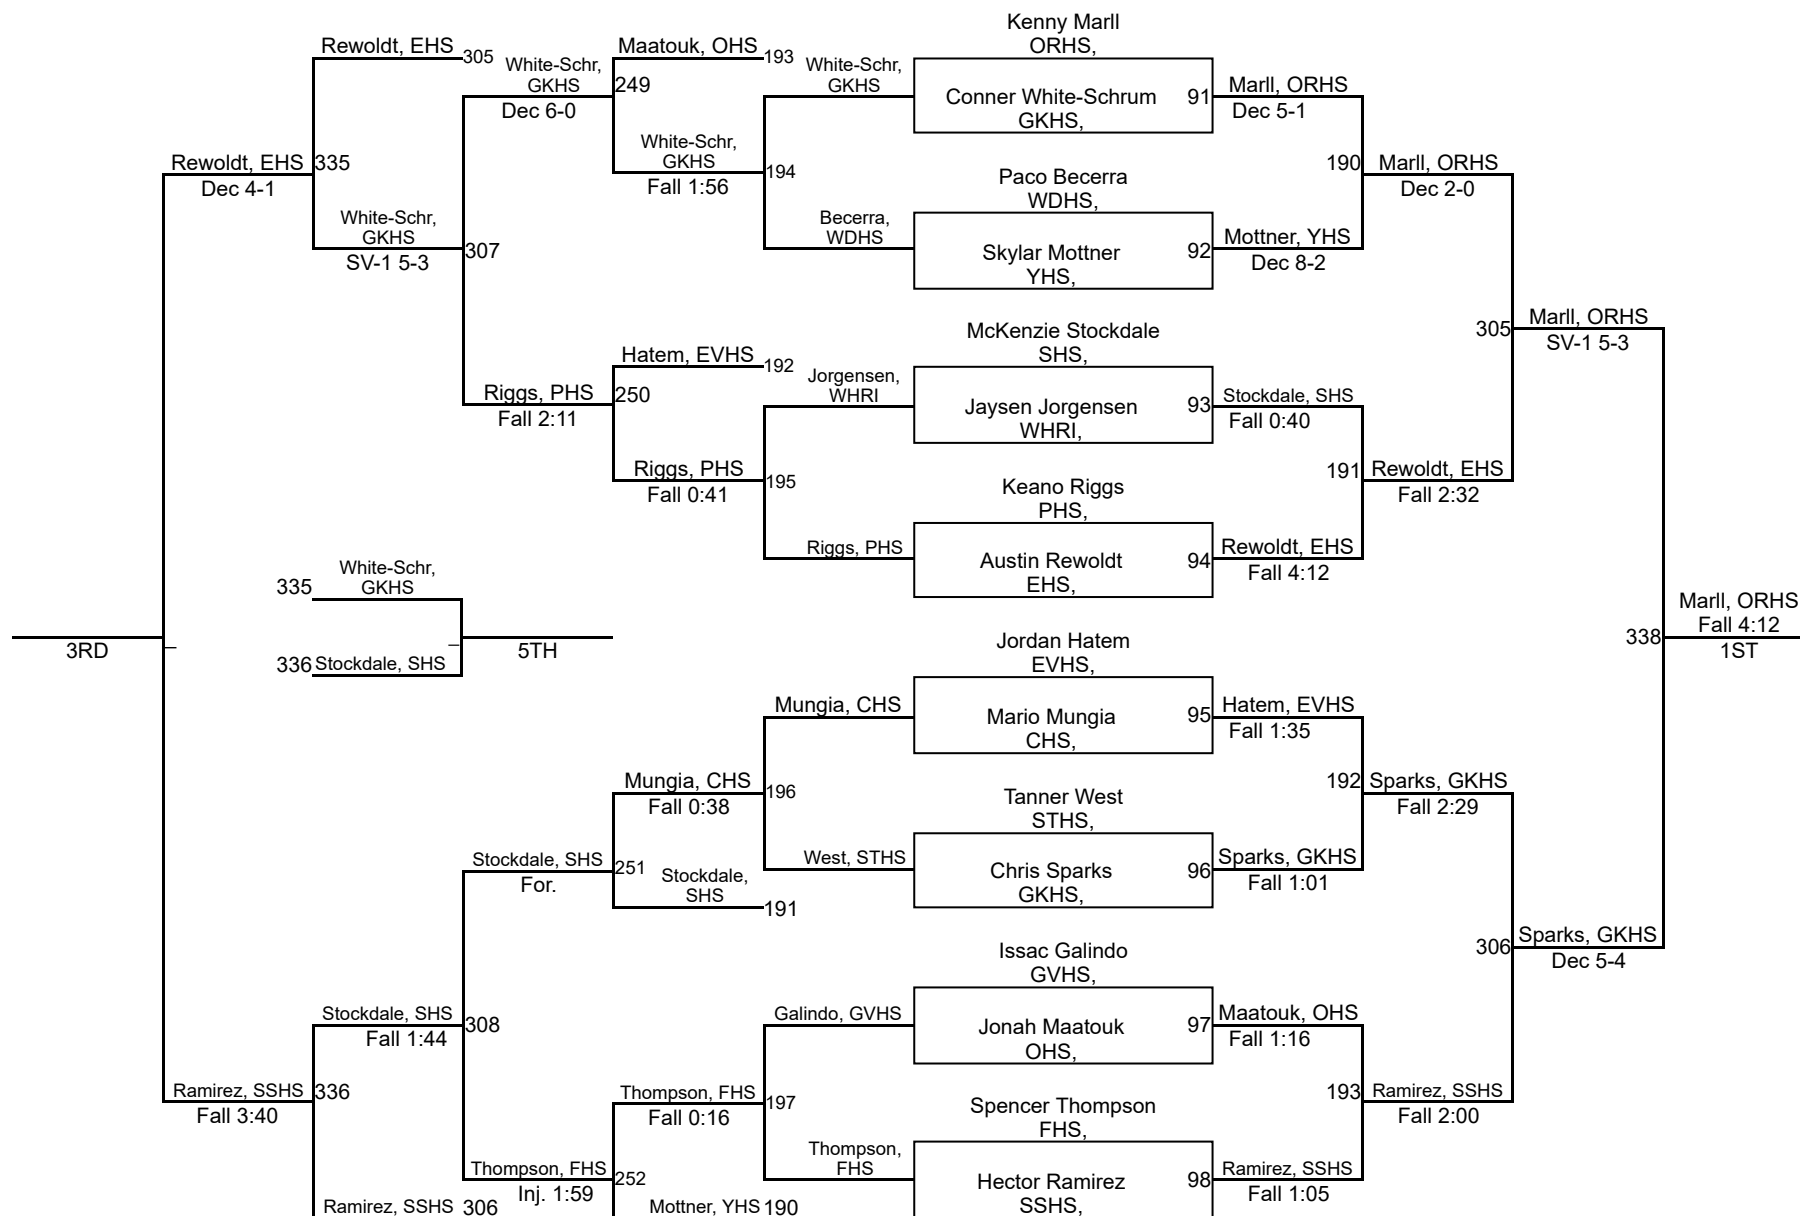 Kenny Marll
ORHS,
Rewoldt, EHS
305
White-Schr,
GKHS
Dec 6-0
Maatouk, OHS
193
249
White-Schr,
GKHS
Conner White-Schrum
GKHS,
91
Marll, ORHS
Dec 5-1
White-Schr,
GKHS
Fall 1:56
194
190
Marll, ORHS
Dec 2-0
Rewoldt, EHS
Dec 4-1
335
Paco Becerra
WDHS,
White-Schr,
GKHS
SV-1 5-3
307
Becerra,
WDHS
Skylar Mottner
YHS,
92
Mottner, YHS
Dec 8-2
McKenzie Stockdale
SHS,
305
Marll, ORHS
SV-1 5-3
Hatem, EVHS
192
Riggs, PHS
Fall 2:11
250
Jorgensen,
WHRI
Jaysen Jorgensen
WHRI,
93
Stockdale, SHS
Fall 0:40
Riggs, PHS
Fall 0:41
195
191
Rewoldt, EHS
Fall 2:32
Keano Riggs
PHS,
Riggs, PHS
Austin Rewoldt
EHS,
94
Rewoldt, EHS
Fall 4:12
335
White-Schr,
GKHS
336
Stockdale, SHS
3RD
5TH
Marll, ORHS
Fall 4:12
338
1ST
Jordan Hatem
EVHS,
Mungia, CHS
Mario Mungia
CHS,
95
Hatem, EVHS
Fall 1:35
Mungia, CHS
Fall 0:38
196
192
Sparks, GKHS
Fall 2:29
Tanner West
STHS,
Stockdale, SHS
For.
251
Stockdale,
SHS
191
West, STHS
Chris Sparks
GKHS,
96
Sparks, GKHS
Fall 1:01
306
Sparks, GKHS
Dec 5-4
Issac Galindo
GVHS,
Stockdale, SHS
Fall 1:44
308
Galindo, GVHS
Jonah Maatouk
OHS,
97
Maatouk, OHS
Fall 1:16
Ramirez, SSHS
Fall 3:40
336
Thompson, FHS
Fall 0:16
197
193
Ramirez, SSHS
Fall 2:00
Spencer Thompson
FHS,
Thompson, FHS
Inj. 1:59
252
Thompson,
FHS
Hector Ramirez
SSHS,
98
Ramirez, SSHS
Fall 1:05
Ramirez, SSHS
306
Mottner, YHS
190